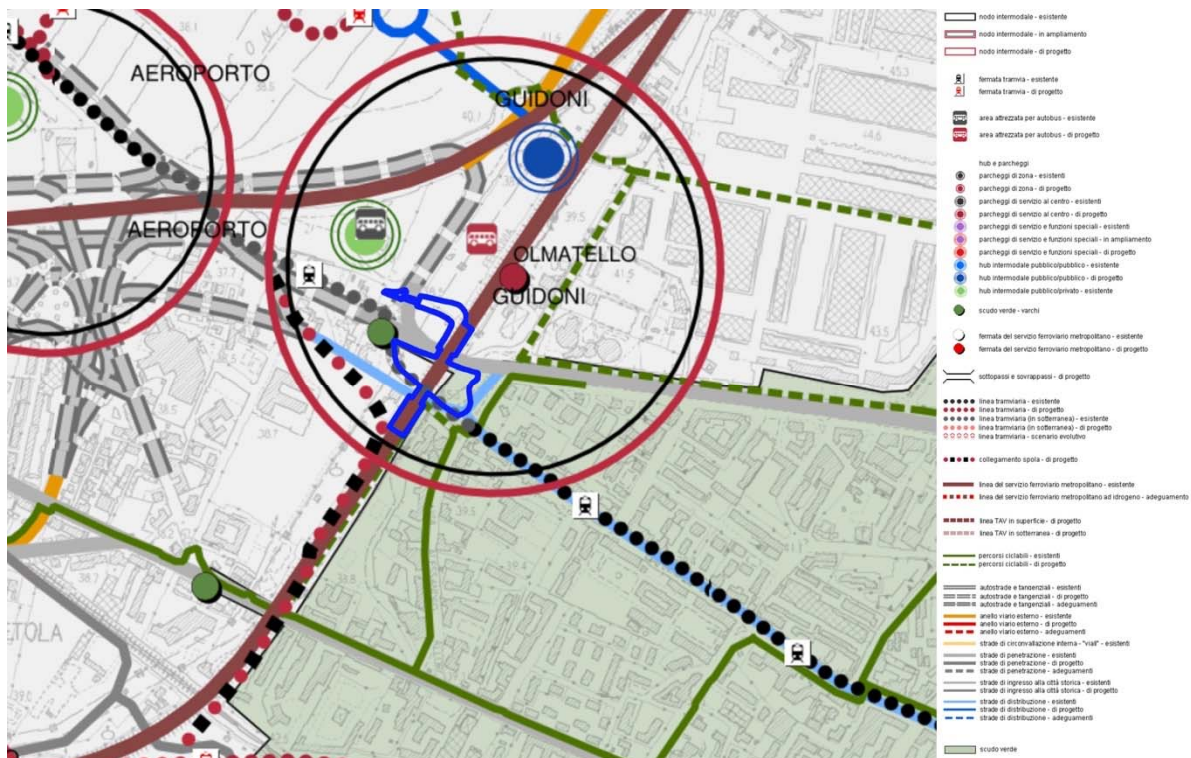 AEROPORTO
GUIDONI
AEROPORTO
OLMATELLO
GUIDONI
nodo intermodale - esistente
nodo intermodale - in ampliamento
nodo intermodale - di progetto
fermata tramvia - esistente
fermata tramvia - di progetto
area attrezzata per autobus - esistente
area attrezzata per autobus - di progetto
hub e parcheggi
parcheggi di zona - esistenti
parcheggi di zona - di progetto
parcheggi di servizio al centro - esistenti
parcheggi di servizio al centro - di progetto
parcheggi di servizio e funzioni speciali - esistenti
parcheggi di servizio e funzioni speciali - in ampliamento
parcheggi di servizio e funzioni speciali - di progetto
hub intermodale pubblico/pubblico - esistente
hub intermodale pubblico/pubblico - di progetto
hub intermodale pubblico/privato - esistente
scudo verde - varchi
fermata del servizio ferroviario metropolitano - esistente
fermata del servizio ferroviario metropolitano - di progetto
sottopassi e sovrappassi - di progetto
linea tramviaria - esistente
linea tramviaria - di progetto
linea tramviaria (in sotterranea) - esistente
linea tramviaria (in sotterranea) - di progetto
linea tramviaria - scenario evolutivo
collegamento spola - di progetto
linea del servizio ferroviario metropolitano - esistente
linea del servizio ferroviario metropolitano ad idrogeno - adeguamento
linea TAV in superficie - di progetto
linea TAV in sotterranea - di progetto
percorsi ciclabili - esistenti
percorsi ciclabili - di progetto
autostrade e tangenziali - esistenti
autostrade e tangenziali - di progetto
autostrade e tangenziali - adeguamenti
anello viario esterno - esistente
anello viario esterno - di progetto
anello viario esterno - adeguamenti
strade di circonvallazione interna - "viali" - esistenti
strade di penetrazione - esistenti
strade di penetrazione - di progetto
strade di penetrazione - adeguamenti
strade di ingresso alla città storica - esistenti
strade di ingresso alla città storica - di progetto
strade di distribuzione - esistenti
strade di distribuzione - di progetto
strade di distribuzione - adeguamenti
scudo verde